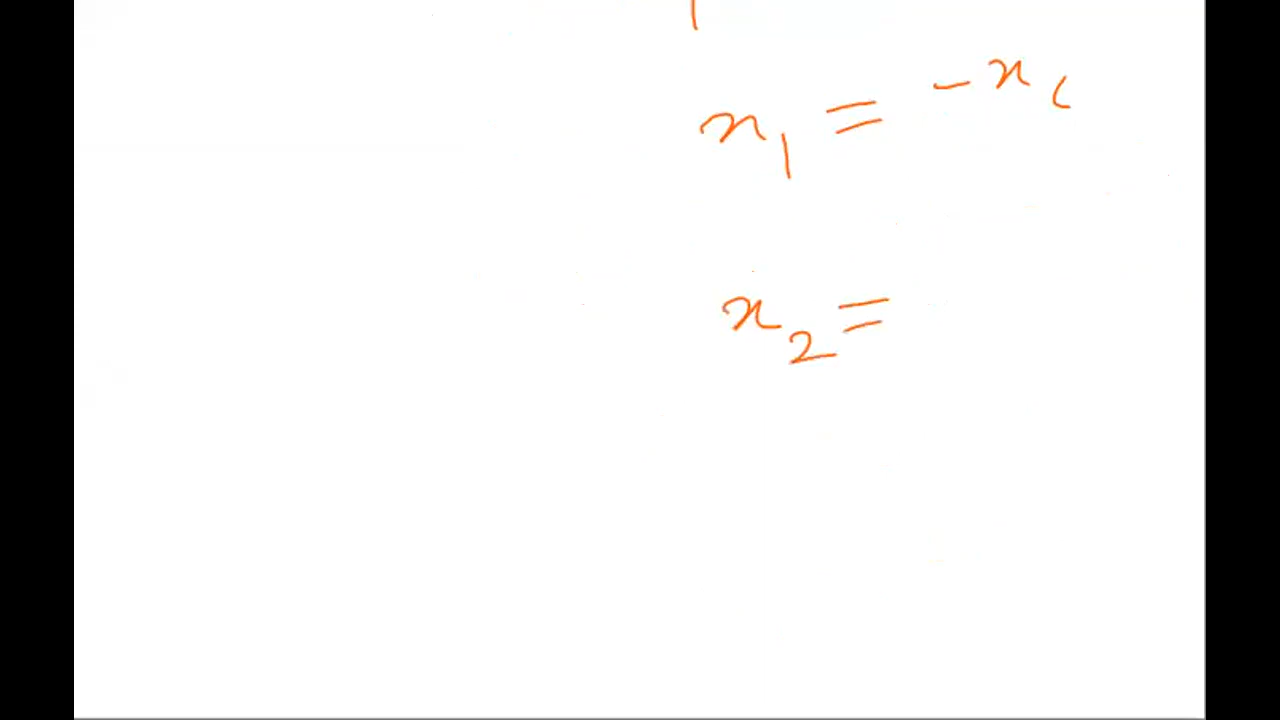 x₁ = -x
x₂ =